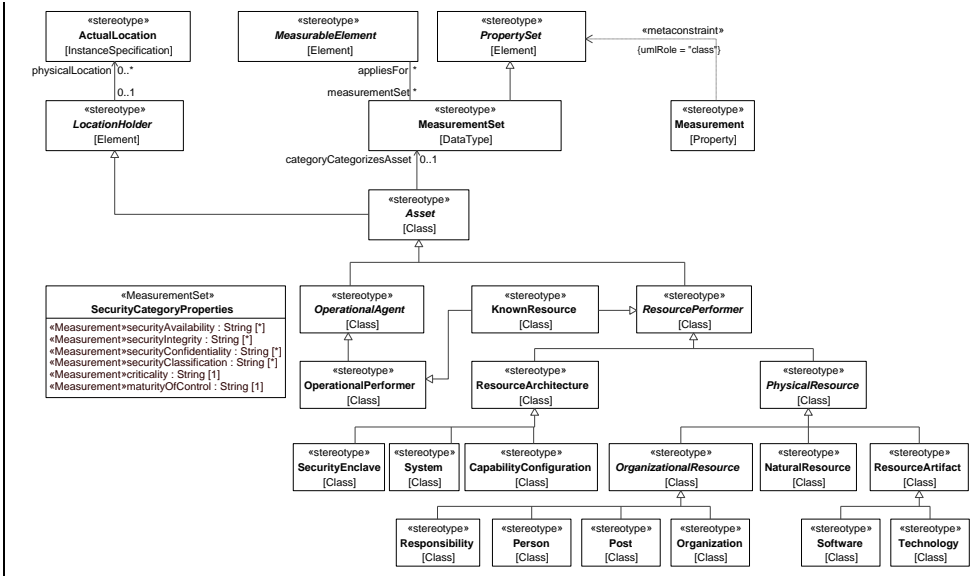 «stereotype»
ActualLocation
[InstanceSpecification]
«stereotype»
MeasurableElement
[Element]
«stereotype»
PropertySet
[Element]
«metaconstraint»
{umlRole = "class"}
physicalLocation 0..*
0..1
appliesFor *
measurementSet *
«stereotype»
LocationHolder
[Element]
«stereotype»
MeasurementSet
[DataType]
«stereotype»
Measurement
[Property]
categoryCategorizesAsset 0..1
«stereotype»
Asset
[Class]
«MeasurementSet»
SecurityCategoryProperties
«Measurement»securityAvailability : String [*]
«Measurement»securityIntegrity : String [*]
«Measurement»securityConfidentiality : String [*]
«Measurement»securityClassification : String [*]
«Measurement»criticality : String [1]
«Measurement»maturityOfControl : String [1]
«stereotype»
OperationalAgent
[Class]
«stereotype»
KnownResource
[Class]
«stereotype»
ResourcePerformer
[Class]
«stereotype»
OperationalPerformer
[Class]
«stereotype»
ResourceArchitecture
[Class]
«stereotype»
PhysicalResource
[Class]
«stereotype»
SecurityEnclave
[Class]
«stereotype»
System
[Class]
«stereotype»
CapabilityConfiguration
[Class]
«stereotype»
OrganizationalResource
[Class]
«stereotype»
NaturalResource
[Class]
«stereotype»
ResourceArtifact
[Class]
«stereotype»
Responsibility
[Class]
«stereotype»
Person
[Class]
«stereotype»
Post
[Class]
«stereotype»
Organization
[Class]
«stereotype»
Software
[Class]
«stereotype»
Technology
[Class]